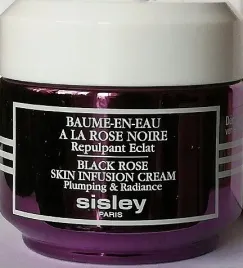 BAUME-EN-EAU
A LA ROSE NOIRE
Repulpant Eclat
BLACK ROSE
SKIN INFUSION CREAM
Plumping & Radiance
sisley
PARIS